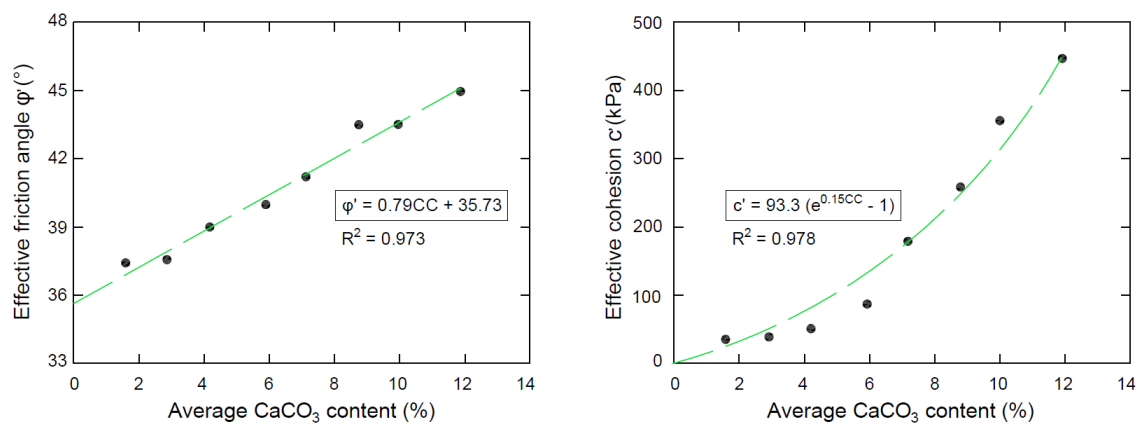 48
45
42
39
36
33
Effective friction angle φ' (°)
φ' = 0.79CC + 35.73
R² = 0.973
0 2 4 6 8 10 12 14
Average CaCO₃ content (%)
500
400
300
200
100
0
Effective cohesion c' (kPa)
c' = 93.3 (e^0.15CC - 1)
R² = 0.978
0 2 4 6 8 10 12 14
Average CaCO₃ content (%)